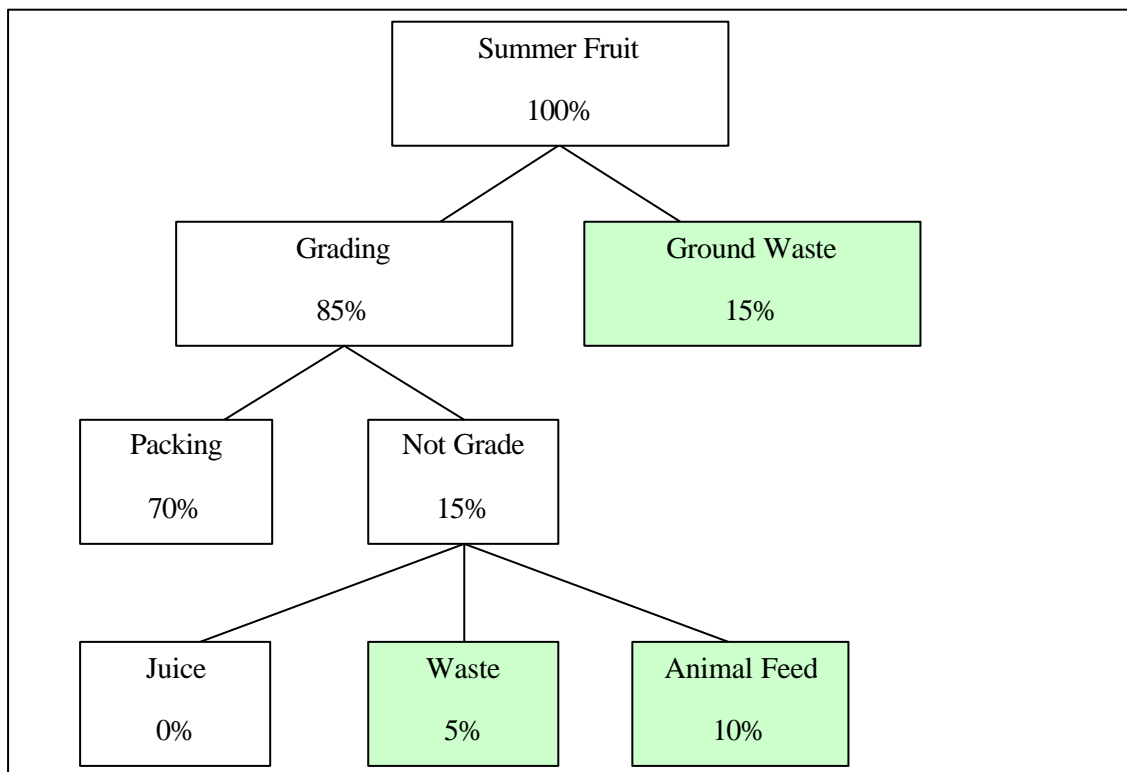 Summer Fruit
100%
Grading
85%
Ground Waste
15%
Packing
70%
Not Grade
15%
Juice
0%
Waste
5%
Animal Feed
10%